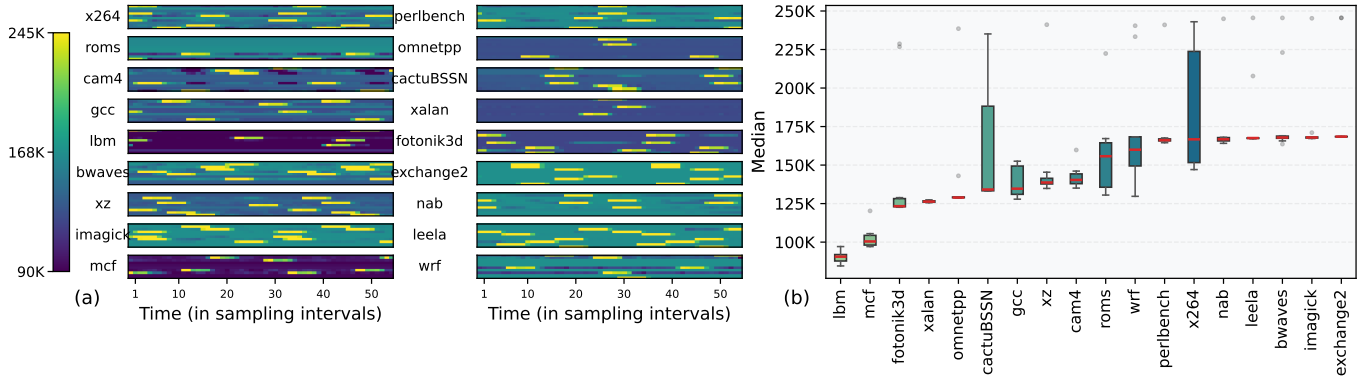 245K
168K
90K
x264
roms
cam4
gcc
lbm
bwaves
xz
imagick
mcf
1 10 20 30 40 50
Time (in sampling intervals)
(a)
perlbench
omnetpp
cactuBSSN
xalan
fotonik3d
exchange2
nab
leela
wrf
1 10 20 30 40 50
Time (in sampling intervals)
Median
250K
225K
200K
175K
150K
125K
100K
(b)
lbm
mcf
fotonik3d
xalan
omnetpp
cactuBSSN
gcc
xz
cam4
roms
wrf
perlbench
x264
nab
leela
bwaves
imagick
exchange2